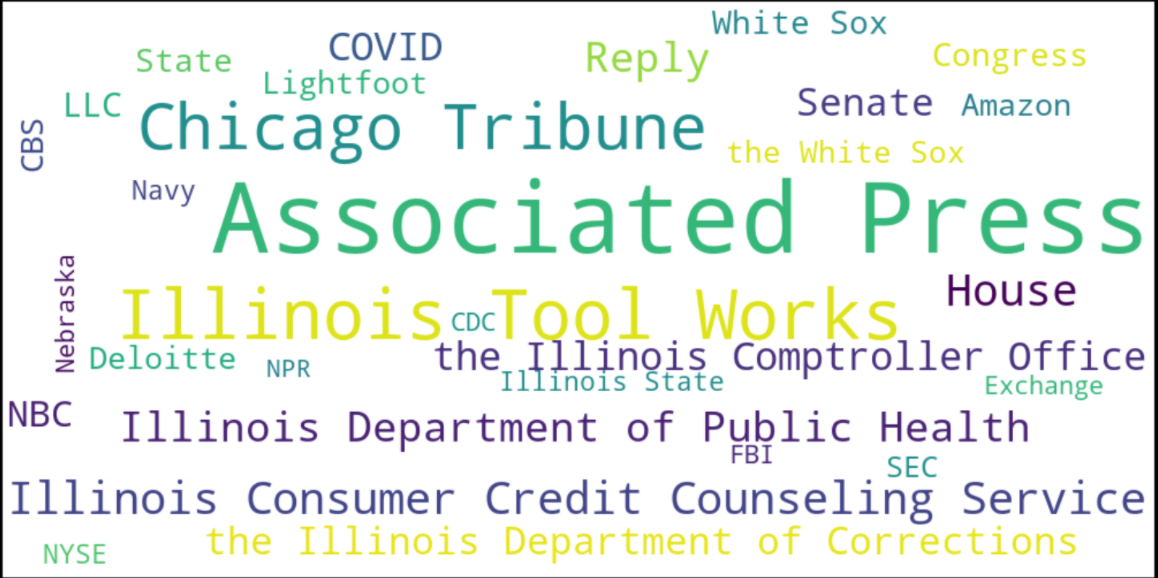 White Sox
COVID
State
Reply
Congress
Lightfoot
LLC
Senate
Amazon
Chicago Tribune
CBS
the White Sox
Navy
Associated Press
Nebraska
House
Illinois Tool Works
CDC
the Illinois Comptroller Office
Deloitte
NPR
Illinois State
Exchange
NBC
Illinois Department of Public Health
FBI
SEC
Illinois Consumer Credit Counseling Service
the Illinois Department of Corrections
NYSE